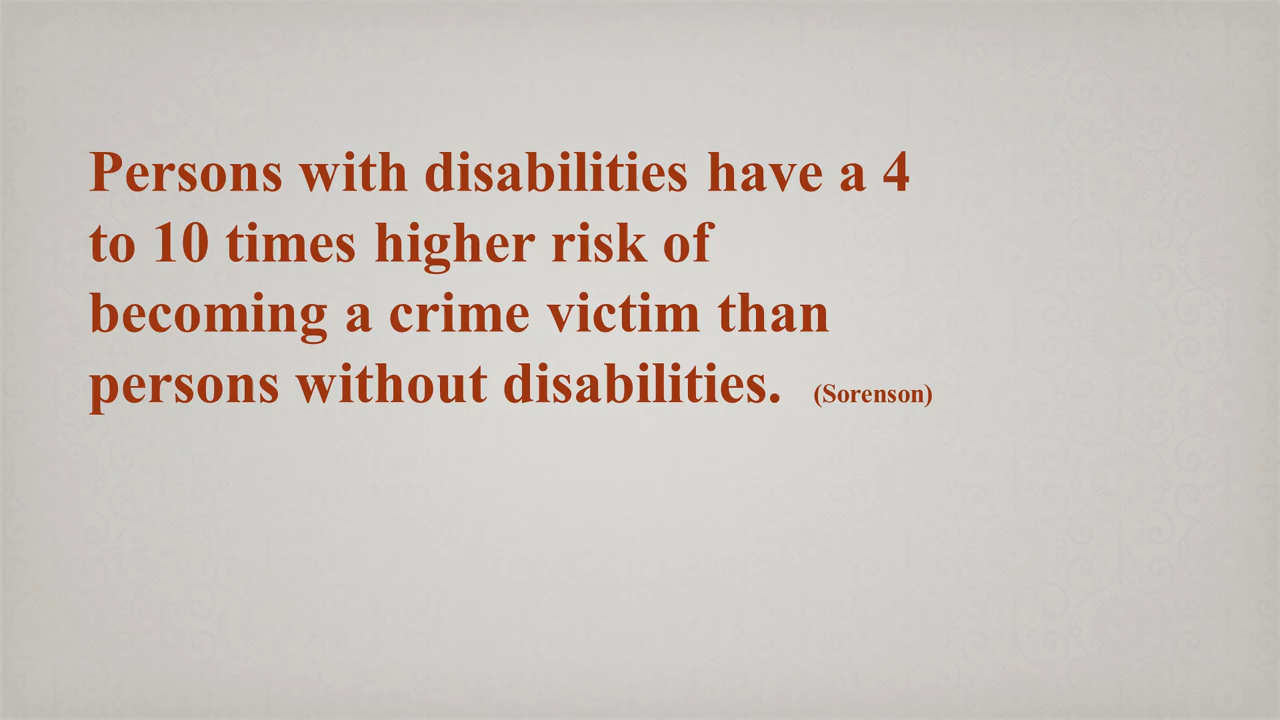 Persons with disabilities have a 4
to 10 times higher risk of
becoming a crime victim than
persons without disabilities. (Sorenson)